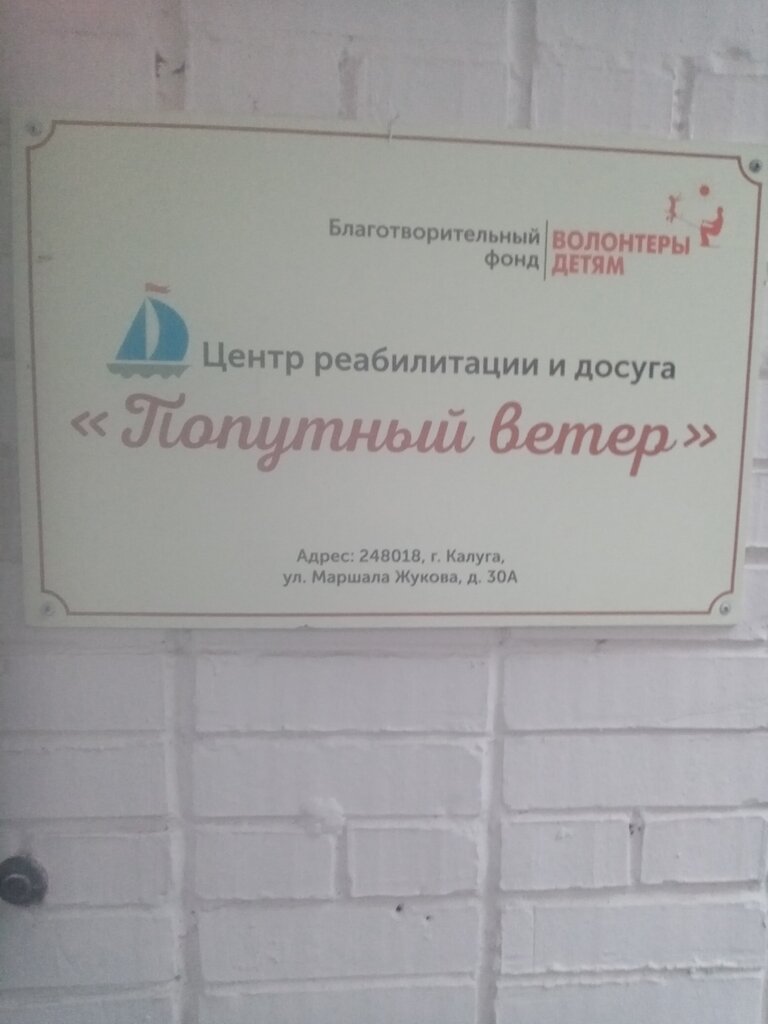 Благотворительный
фонд
ВОЛОНТЕРЫ
ДЕТЯМ
Центр реабилитации и досуга
«Попутный ветер»
Адрес: 248018, г. Калуга,
ул. Маршала Жукова, д. 30А